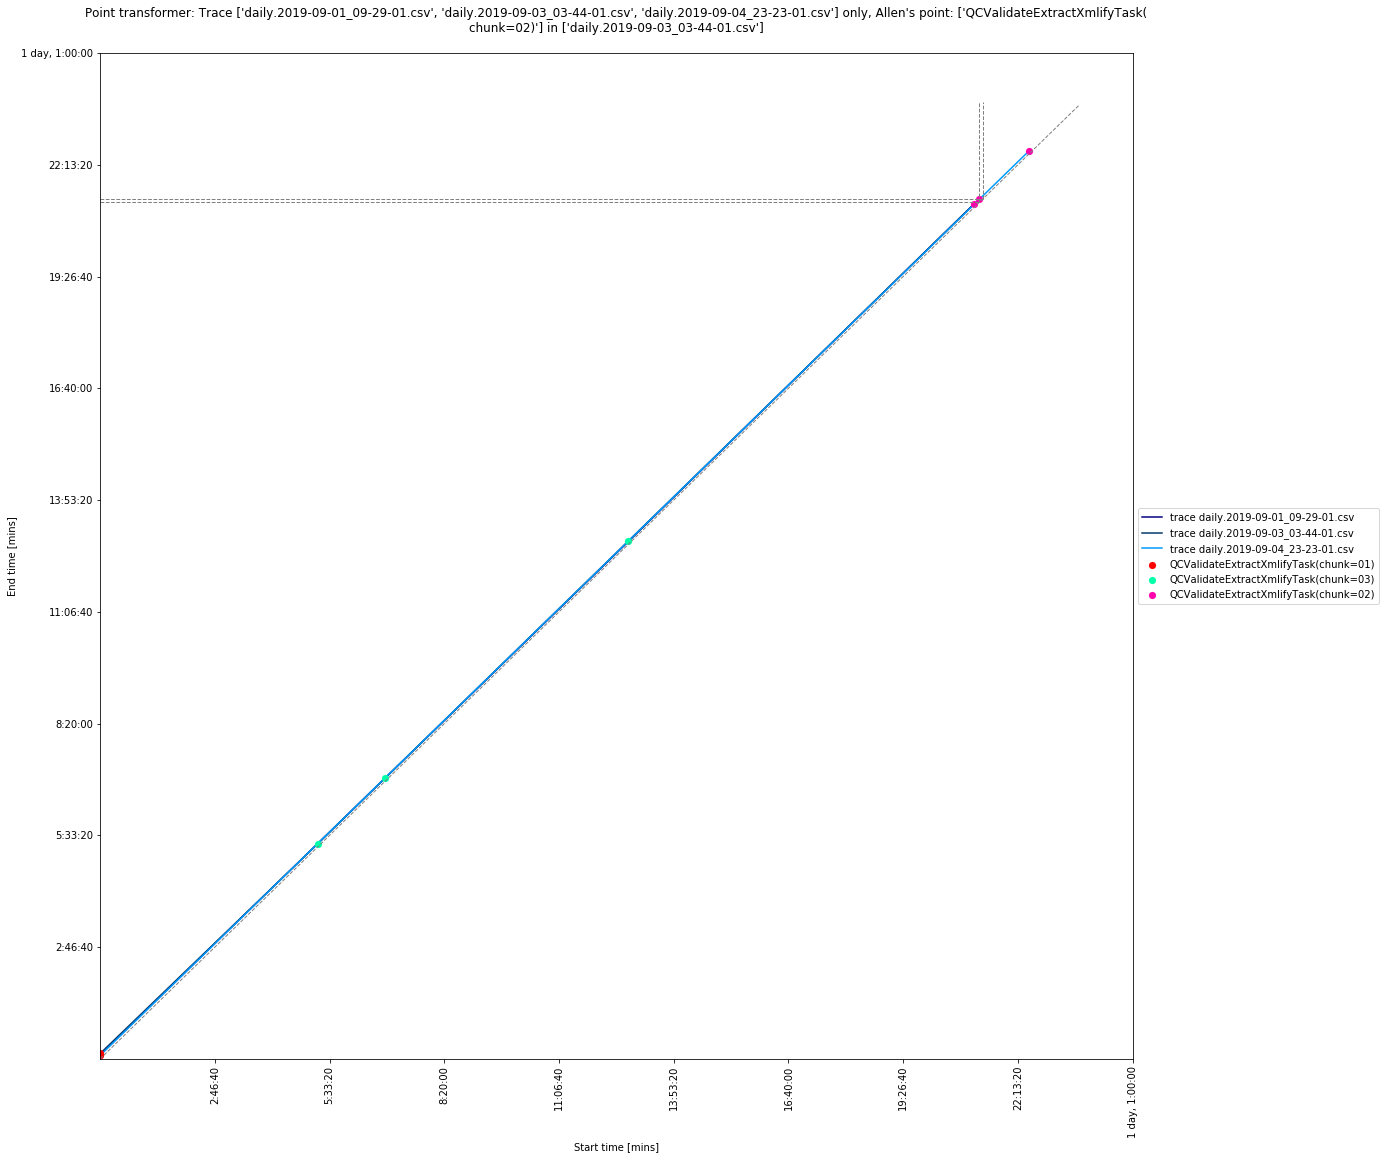 Point transformer: Trace ['daily.2019-09-01_09-29-01.csv', 'daily.2019-09-03_03-44-01.csv', 'daily.2019-09-04_23-23-01.csv'] only, Allen's point: ['QCValidateExtractXmlifyTask(
chunk=02)'] in ['daily.2019-09-03_03-44-01.csv']
1 day, 1:00:00
22:13:20
19:26:40
16:40:00
13:53:20
11:06:40
8:20:00
5:33:20
2:46:40
End time [mins]
trace daily.2019-09-01_09-29-01.csv
trace daily.2019-09-03_03-44-01.csv
trace daily.2019-09-04_23-23-01.csv
QCValidateExtractXmlifyTask(chunk=01)
QCValidateExtractXmlifyTask(chunk=03)
QCValidateExtractXmlifyTask(chunk=02)
2:46:40
5:33:20
8:20:00
11:06:40
13:53:20
16:40:00
19:26:40
22:13:20
1 day, 1:00:00
Start time [mins]